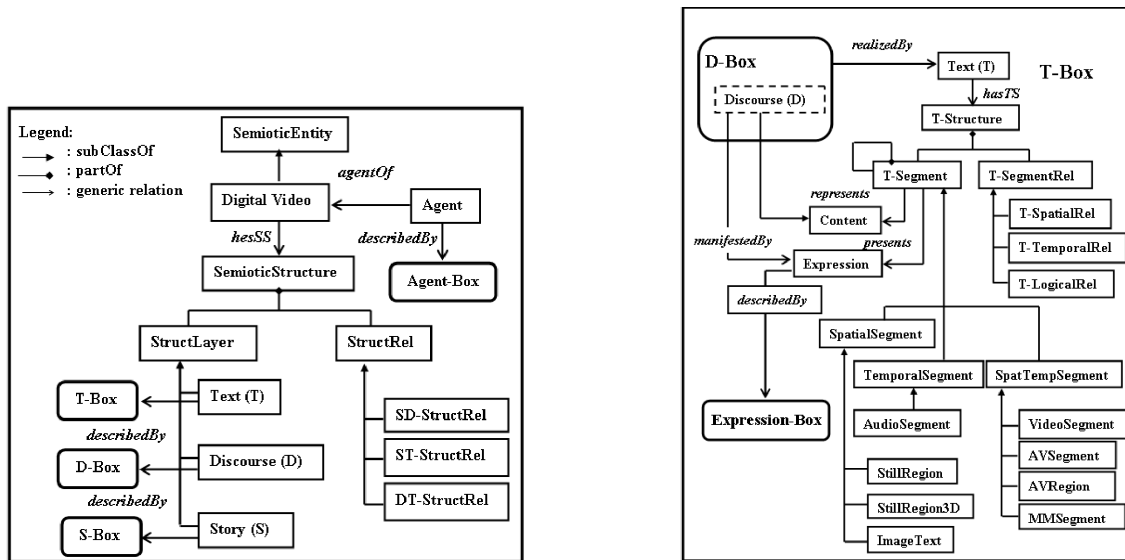 Legend:
: subClassOf
: partOf
: generic relation
SemioticEntity
agentOf
Digital Video
Agent
hesSS
describedBy
SemioticStructure
Agent-Box
StructLayer
StructRel
T-Box
Text (T)
describedBy
SD-StructRel
D-Box
Discourse (D)
ST-StructRel
describedBy
DT-StructRel
S-Box
Story (S)
realizedBy
D-Box
Text (T)
T-Box
Discourse (D)
hasTS
T-Structure
T-Segment
T-SegmentRel
represents
Content
T-SpatialRel
manifestedBy
presents
T-TemporalRel
Expression
T-LogicalRel
describedBy
SpatialSegment
TemporalSegment
SpatTempSegment
Expression-Box
AudioSegment
VideoSegment
AVSegment
StillRegion
AVRegion
StillRegion3D
MMSegment
ImageText